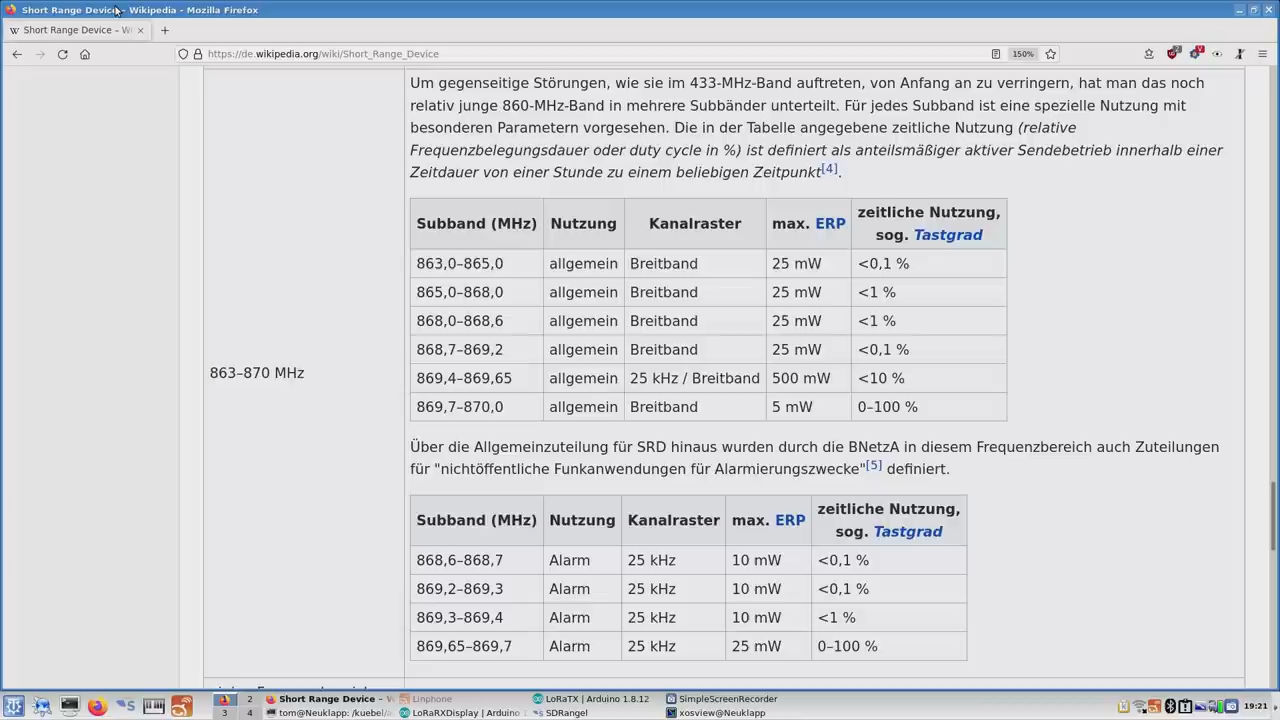 Short Range Device – Wikipedia - Mozilla Firefox
Short Range Device – W
https://de.wikipedia.org/wiki/Short_Range_Device
150%
Um gegenseitige Störungen, wie sie im 433-MHz-Band auftreten, von Anfang an zu verringern, hat man das noch
relativ junge 860-MHz-Band in mehrere Subbänder unterteilt. Für jedes Subband ist eine spezielle Nutzung mit
besonderen Parametern vorgesehen. Die in der Tabelle angegebene zeitliche Nutzung (relative
Frequenzbelegungsdauer oder duty cycle in %) ist definiert als anteilsmäßiger aktiver Sendebetrieb innerhalb einer
Zeitdauer von einer Stunde zu einem beliebigen Zeitpunkt[4].
863–870 MHz
Subband (MHz) Nutzung Kanalraster max. ERP zeitliche Nutzung,
sog. Tastgrad
863,0–865,0 allgemein Breitband 25 mW <0,1 %
865,0–868,0 allgemein Breitband 25 mW <1 %
868,0–868,6 allgemein Breitband 25 mW <1 %
868,7–869,2 allgemein Breitband 25 mW <0,1 %
869,4–869,65 allgemein 25 kHz / Breitband 500 mW <10 %
869,7–870,0 allgemein Breitband 5 mW 0–100 %
Über die Allgemeinzuteilung für SRD hinaus wurden durch die BNetzA in diesem Frequenzbereich auch Zuteilungen
für "nichtöffentliche Funkanwendungen für Alarmierungszwecke"[5] definiert.
Subband (MHz) Nutzung Kanalraster max. ERP zeitliche Nutzung,
sog. Tastgrad
868,6–868,7 Alarm 25 kHz 10 mW <0,1 %
869,2–869,3 Alarm 25 kHz 10 mW <0,1 %
869,3–869,4 Alarm 25 kHz 10 mW <1 %
869,65–869,7 Alarm 25 kHz 25 mW 0–100 %
2 Short Range Device – W Linphone LoRaTX | Arduino 1.8.12 SimpleScreenRecorder
3 4 tom@Neuklapp: /kuebel/a LoRaRXDisplay | Arduino 1. SDRangel xosview@Neuklapp
19:21